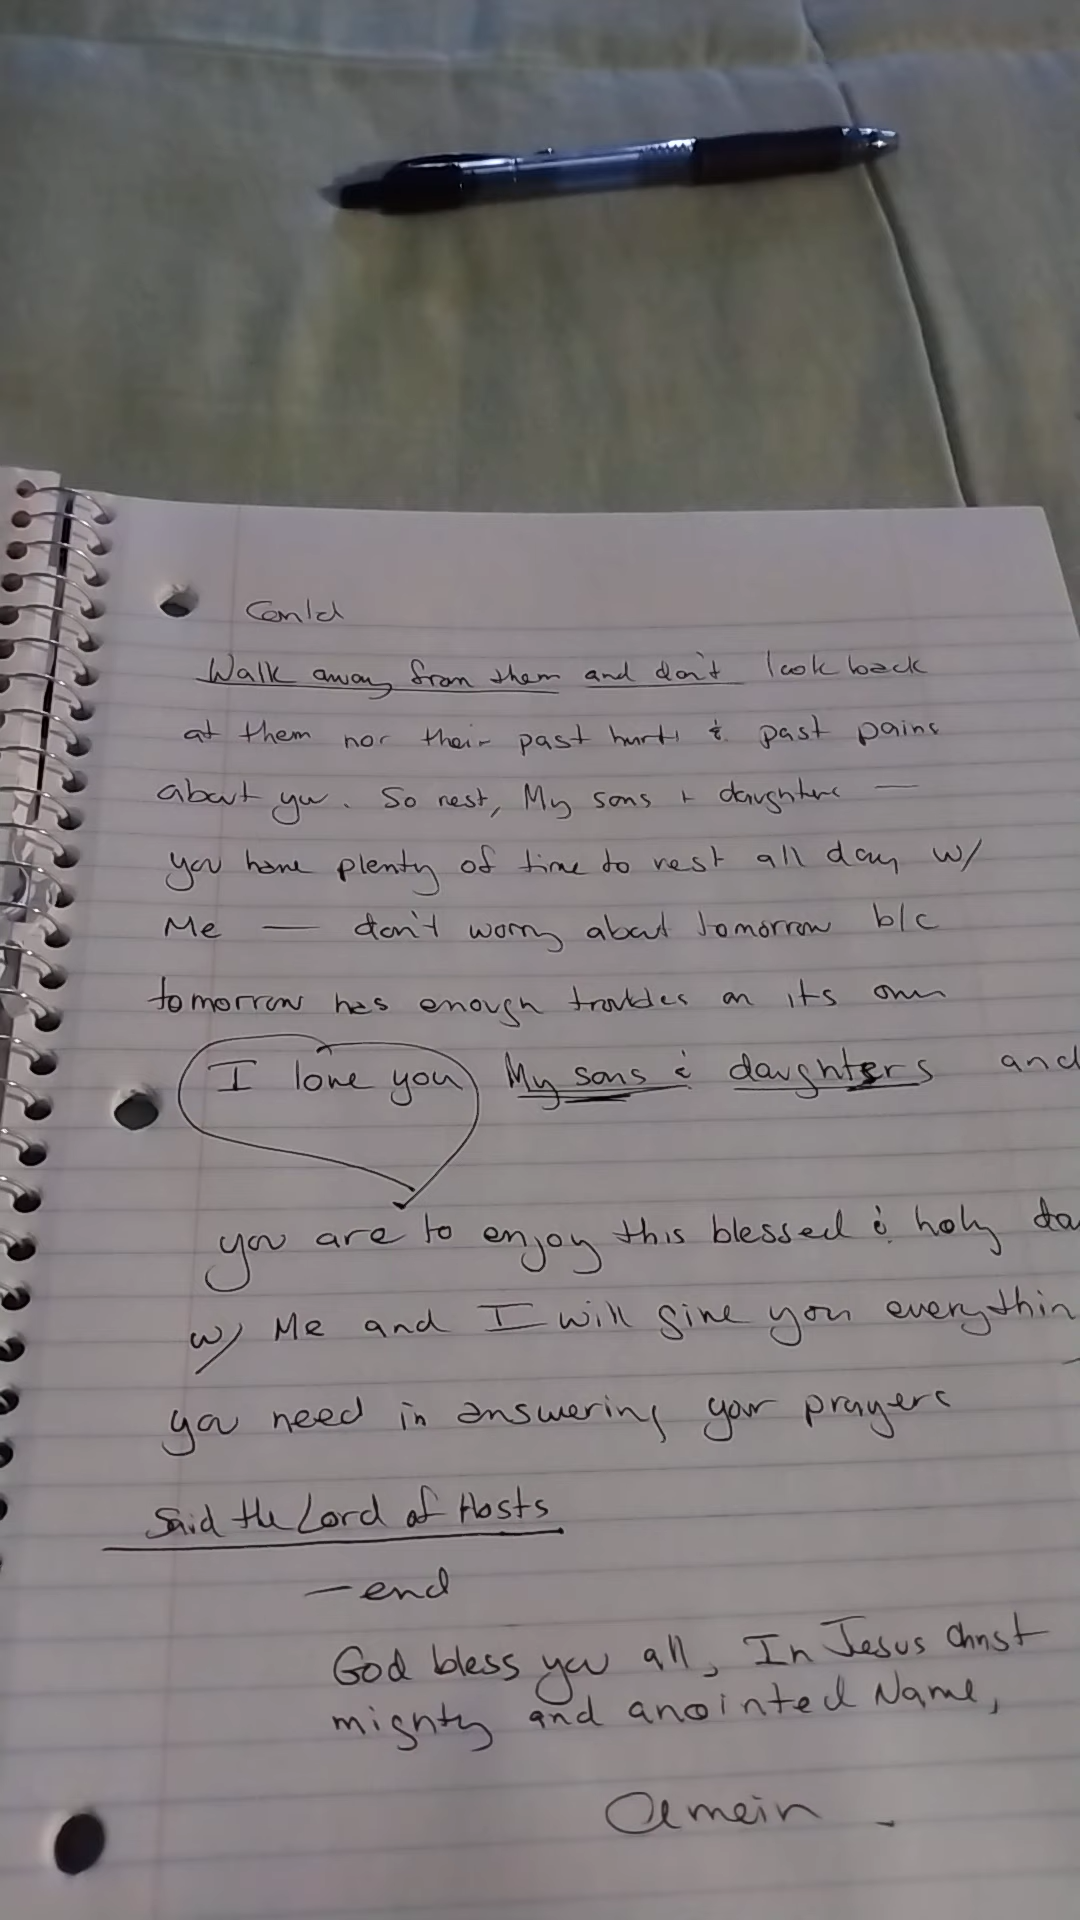 Cont'd
Walk away from them and don't look back
at them nor their past hurts & past pains
about you. So rest, My sons + daughters —
you have plenty of time to rest all day w/
Me — don't worry about tomorrow b/c
tomorrow has enough troubles on its own
I love you My sons & daughters and
you are to enjoy this blessed & holy da
w/ Me and I will give you everythin
you need in answering your prayers
Said the Lord of Hosts
— end
God bless you all, In Jesus Christ
mighty and anointed Name,
Amein.